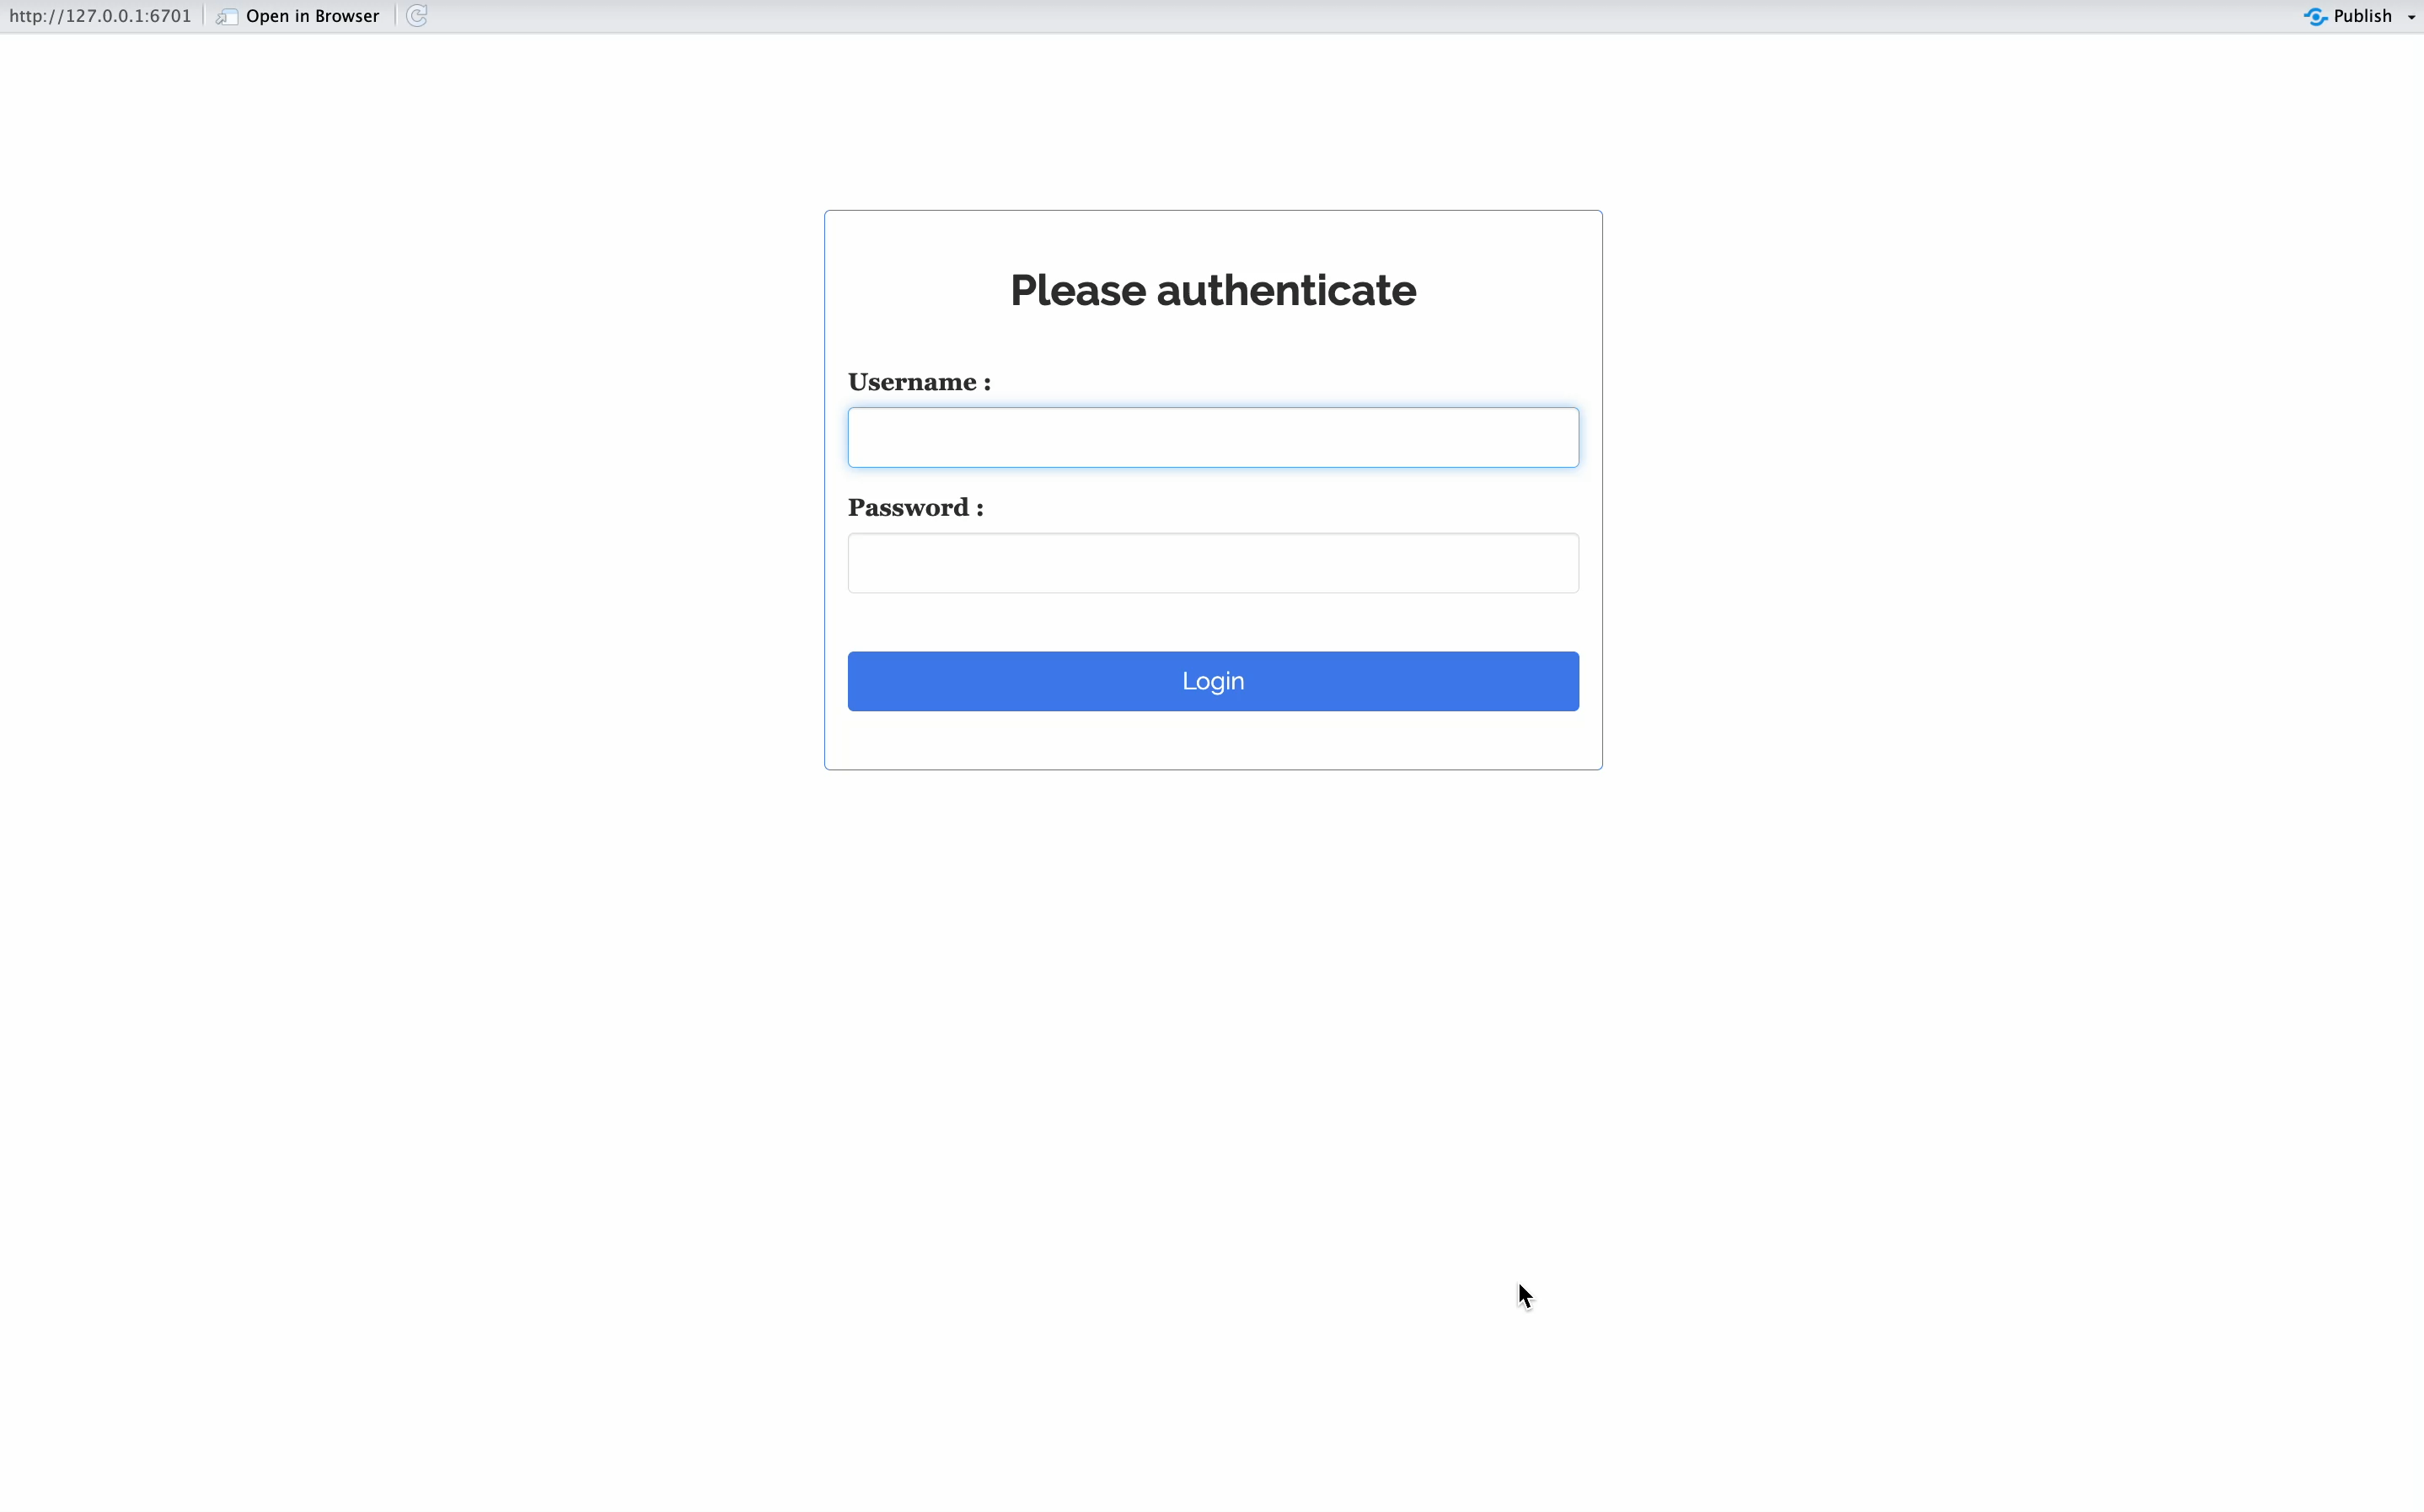 http://127.0.0.1:6701 Open in Browser Publish
Please authenticate
Username :
Password :
Login